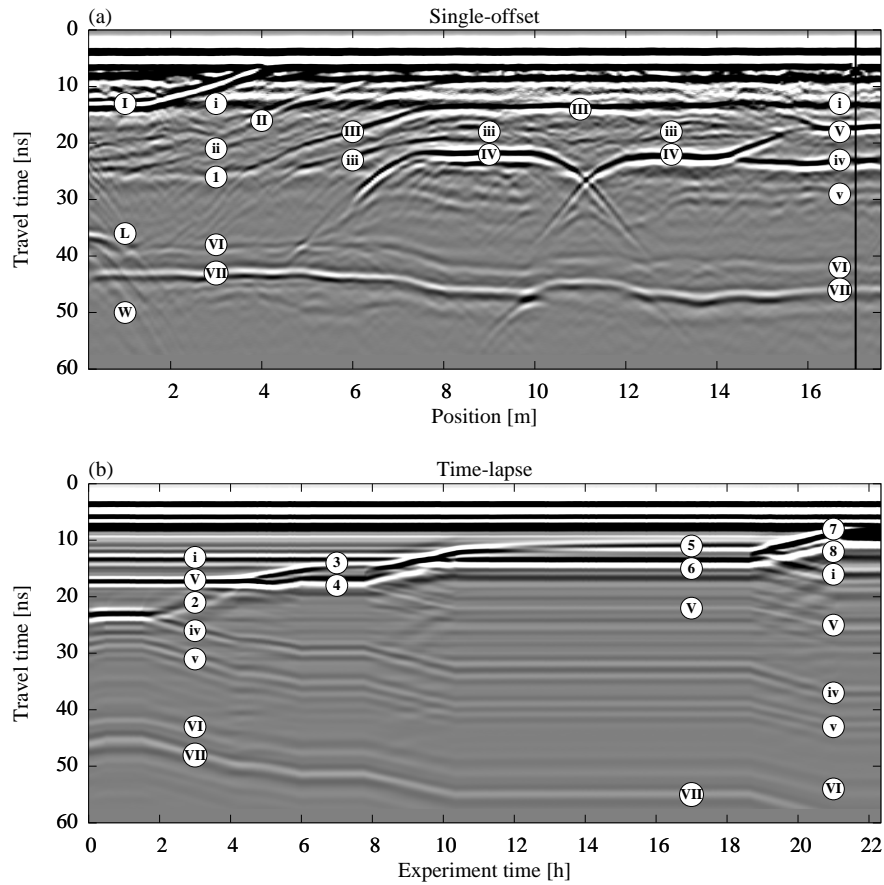 (a) Single-offset
0
10
20
30
40
50
60
Travel time [ns]
I i i
4 II III III
ii iii iii iii V
1 IV IV iv
v
L VI VI
VII VII
W
2 4 6 8 10 12 14 16
Position [m]
(b) Time-lapse
0
10
20
30
40
50
60
Travel time [ns]
i 3 5 7
V 4 6 8
2 V i
iv V
v iv
VI v
VII VII VI
0 2 4 6 8 10 12 14 16 18 20 22
Experiment time [h]